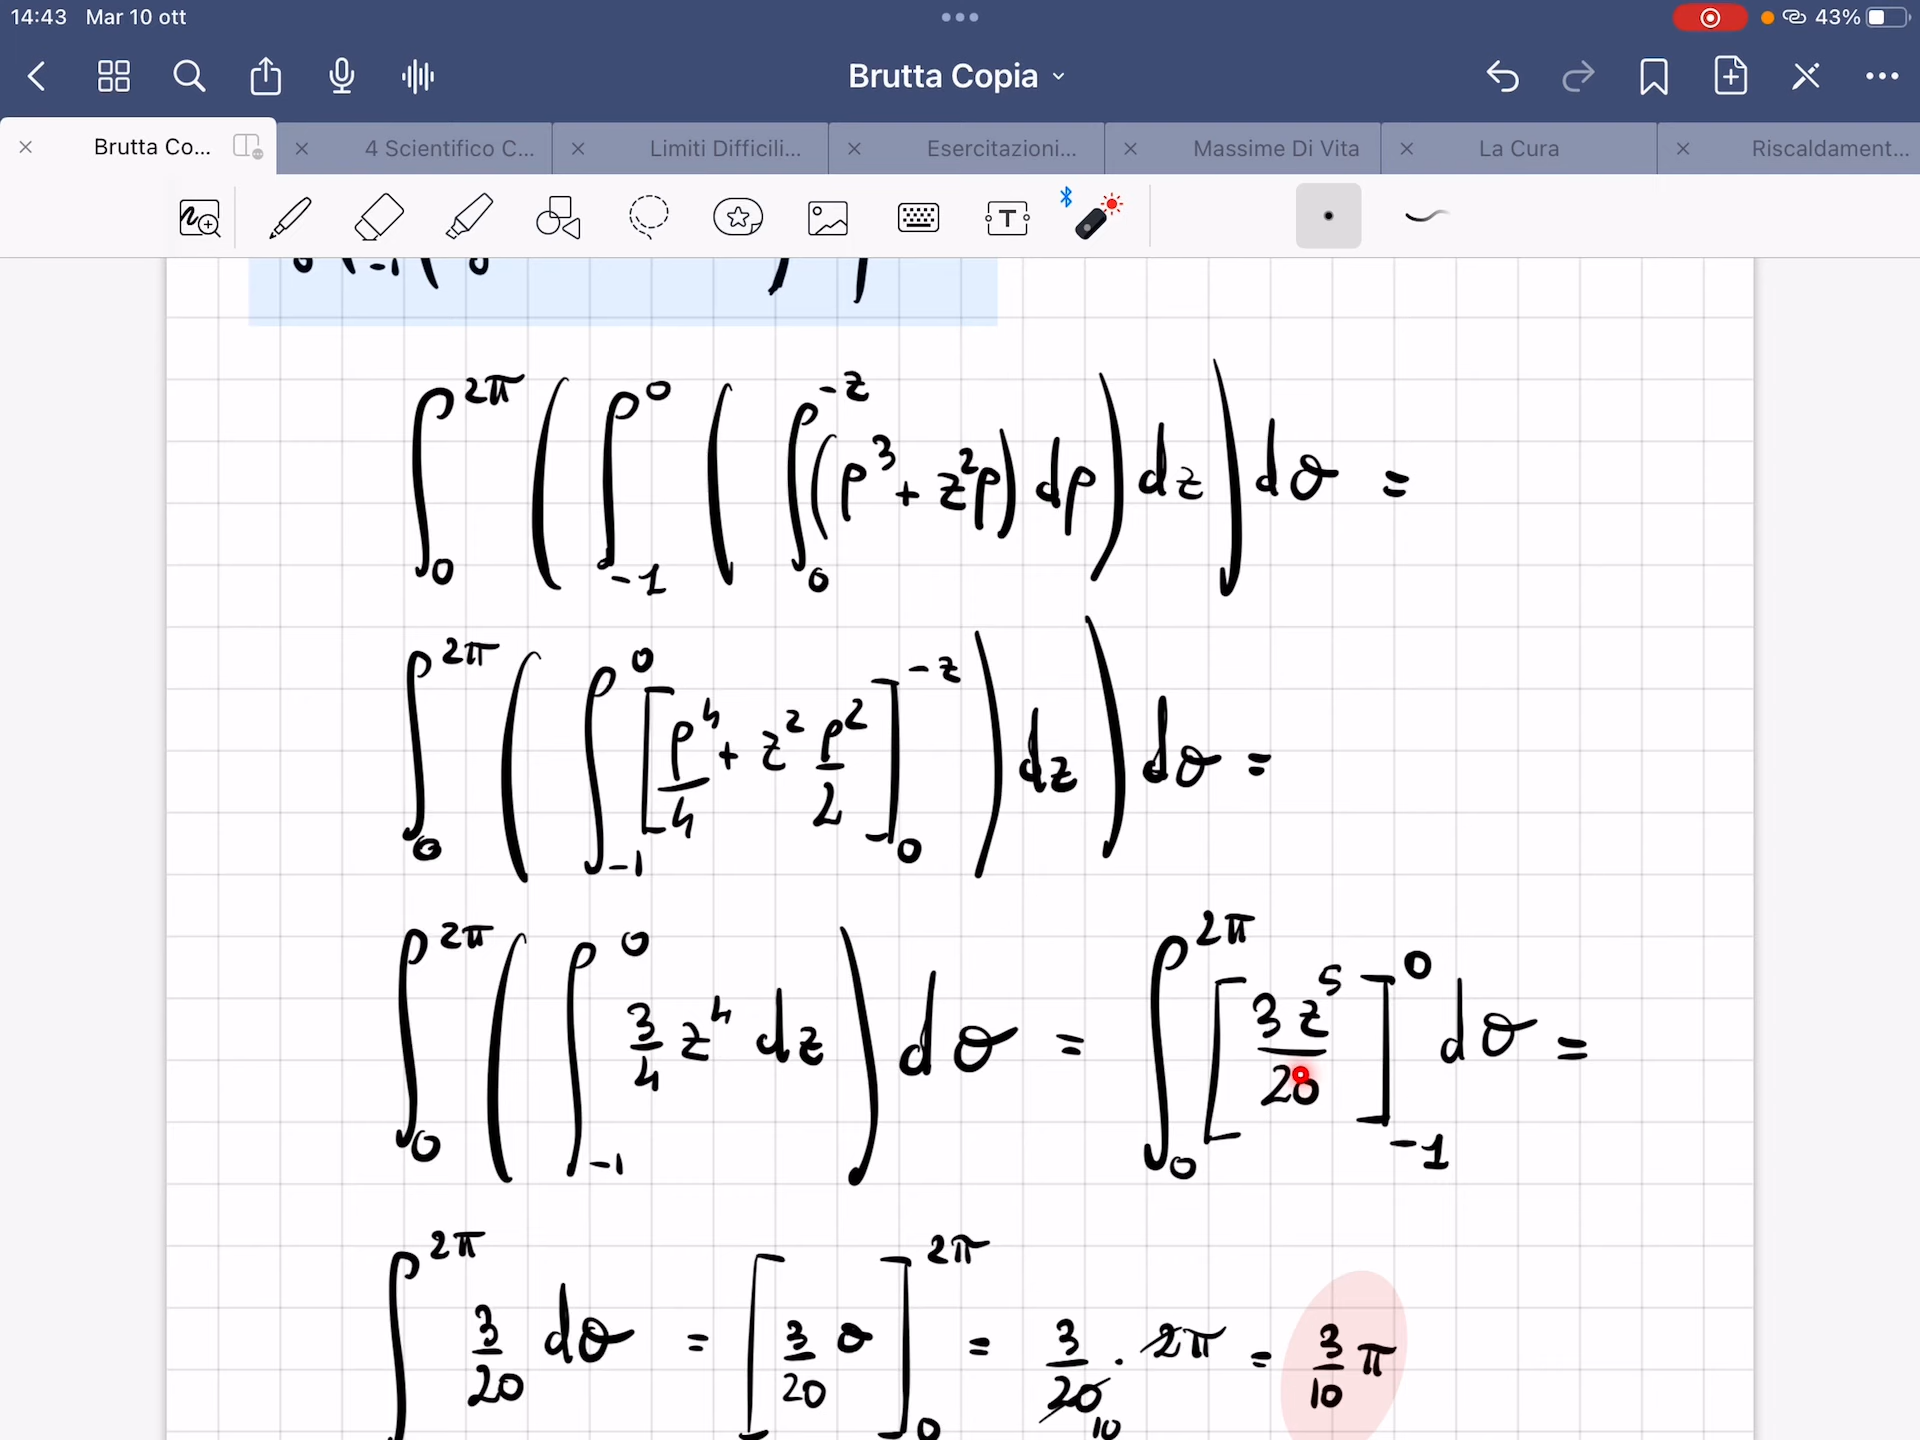 14:43 Mar 10 ott 43%
Brutta Copia
Brutta Co... 4 Scientifico C... Limiti Difficili... Esercitazioni... Massime Di Vita La Cura Riscaldament...
∫₀^{2π} ( ∫₋₁^0 ( ∫₀^{-z} (ρ³ + z²ρ) dρ ) dz ) dθ =
∫₀^{2π} ( ∫₋₁^0 [ρ⁴/4 + z² ρ²/2]₀^{-z} ) dz ) dθ =
∫₀^{2π} ( ∫₋₁^0 3/4 z⁴ dz ) dθ = ∫₀^{2π} [3z⁵/20]₋₁^0 dθ =
∫^{2π} 3/20 dθ = [3/20 θ]₀^{2π} = 3/20 · 2π = 3/10 π
10